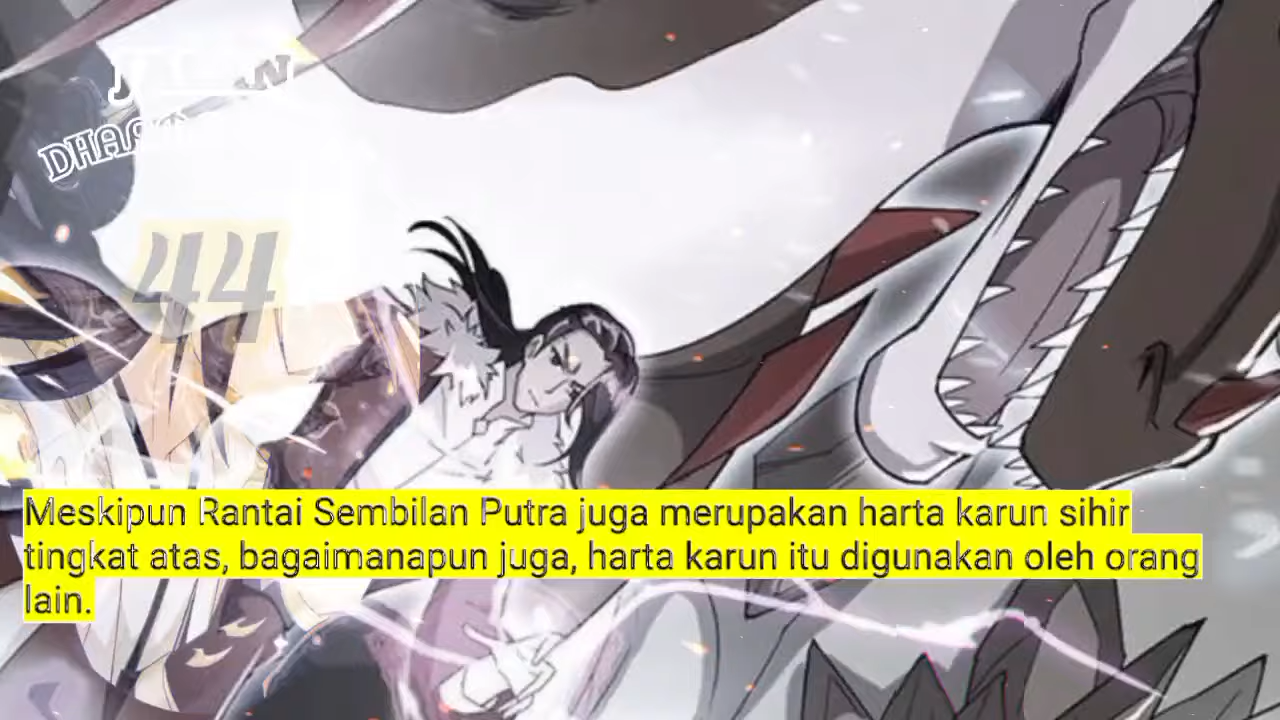 44
Meskipun Rantai Sembilan Putra juga merupakan harta karun sihir
tingkat atas, bagaimanapun juga, harta karun itu digunakan oleh orang
lain.